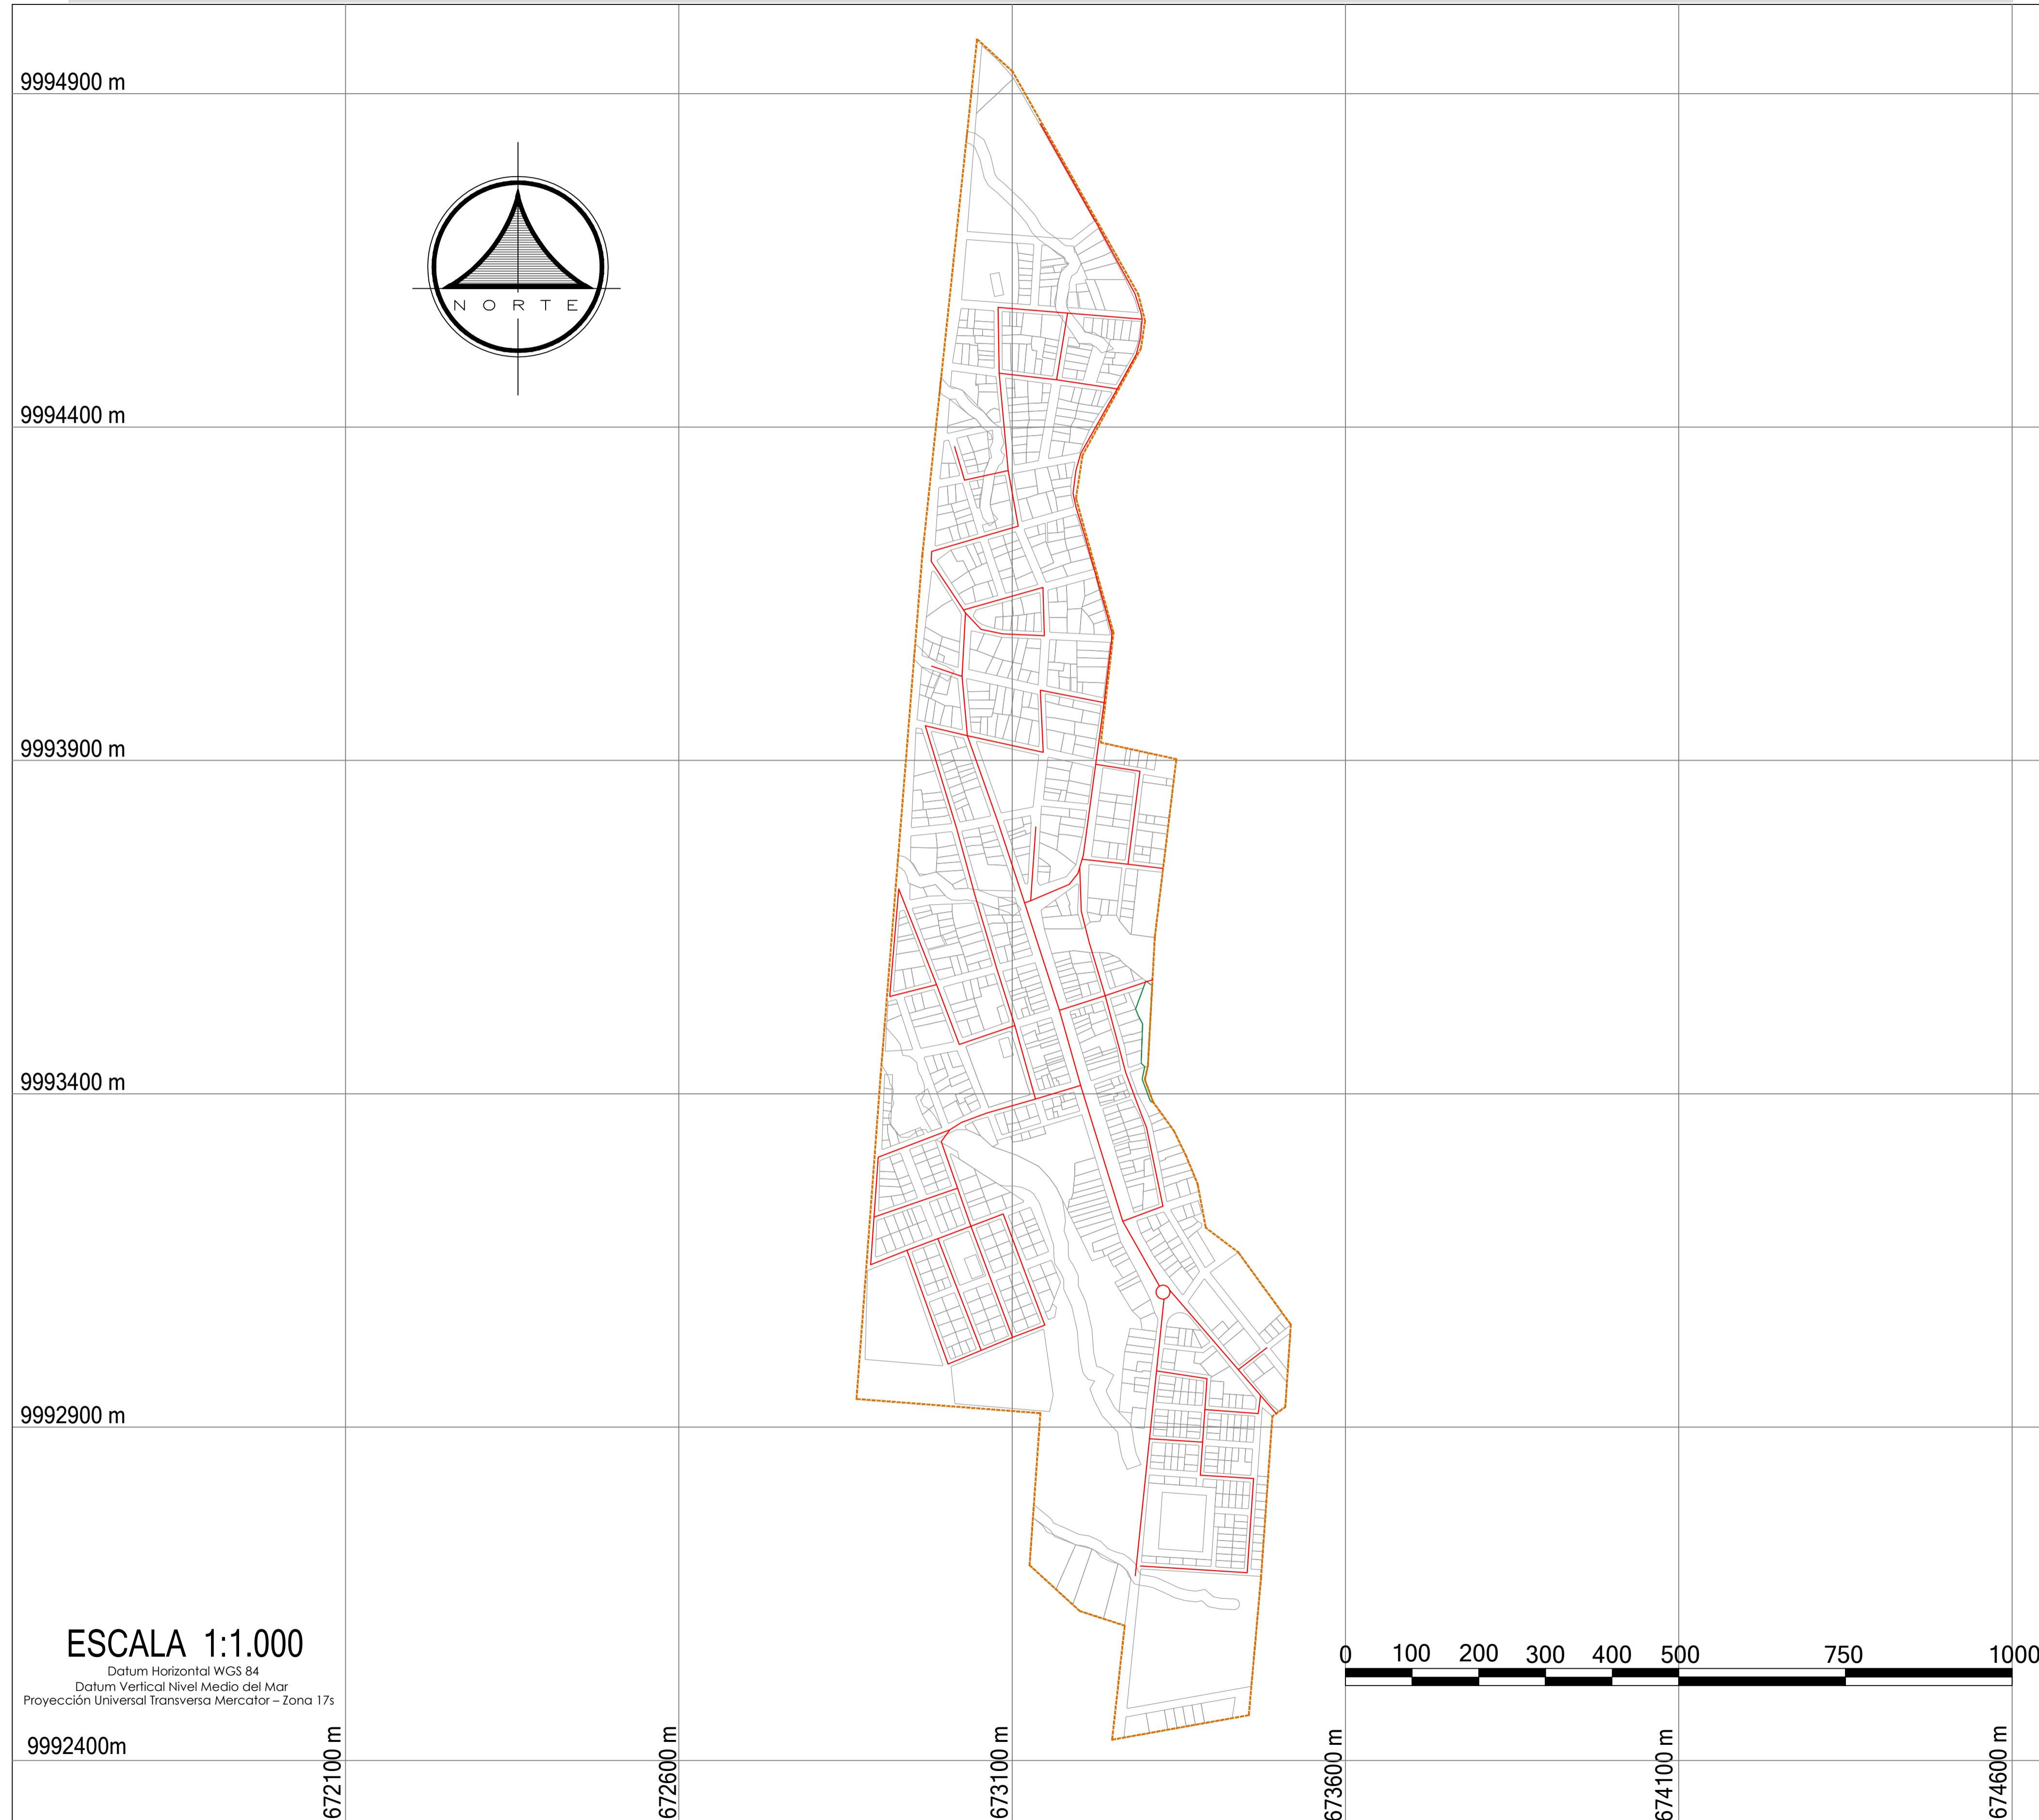 9994900 m
NORTE
9994400 m
9993900 m
9993400 m
9992900 m
ESCALA 1:1.000
Datum Horizontal WGS 84
Datum Vertical Nivel Medio del Mar
Proyección Universal Transversa Mercator – Zona 17s
0 100 200 300 400 500 750 1000
9992400m
672100 m
672600 m
673100 m
673600 m
674100 m
674600 m